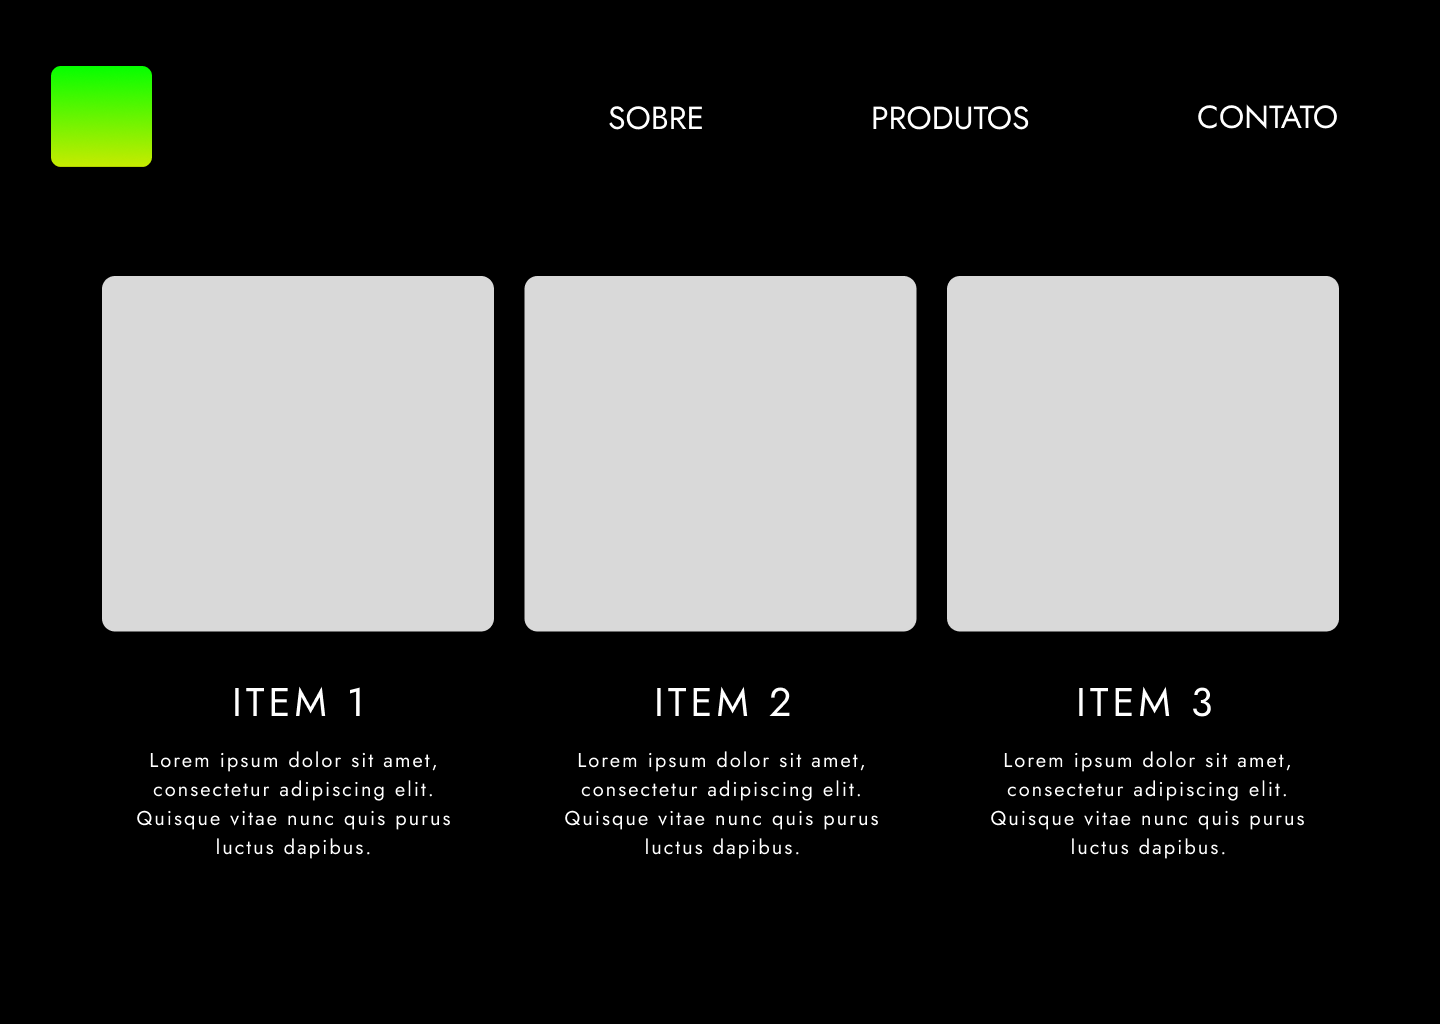 SOBRE PRODUTOS CONTATO
ITEM 1
Lorem ipsum dolor sit amet,
consectetur adipiscing elit.
Quisque vitae nunc quis purus
luctus dapibus.
ITEM 2
Lorem ipsum dolor sit amet,
consectetur adipiscing elit.
Quisque vitae nunc quis purus
luctus dapibus.
ITEM 3
Lorem ipsum dolor sit amet,
consectetur adipiscing elit.
Quisque vitae nunc quis purus
luctus dapibus.